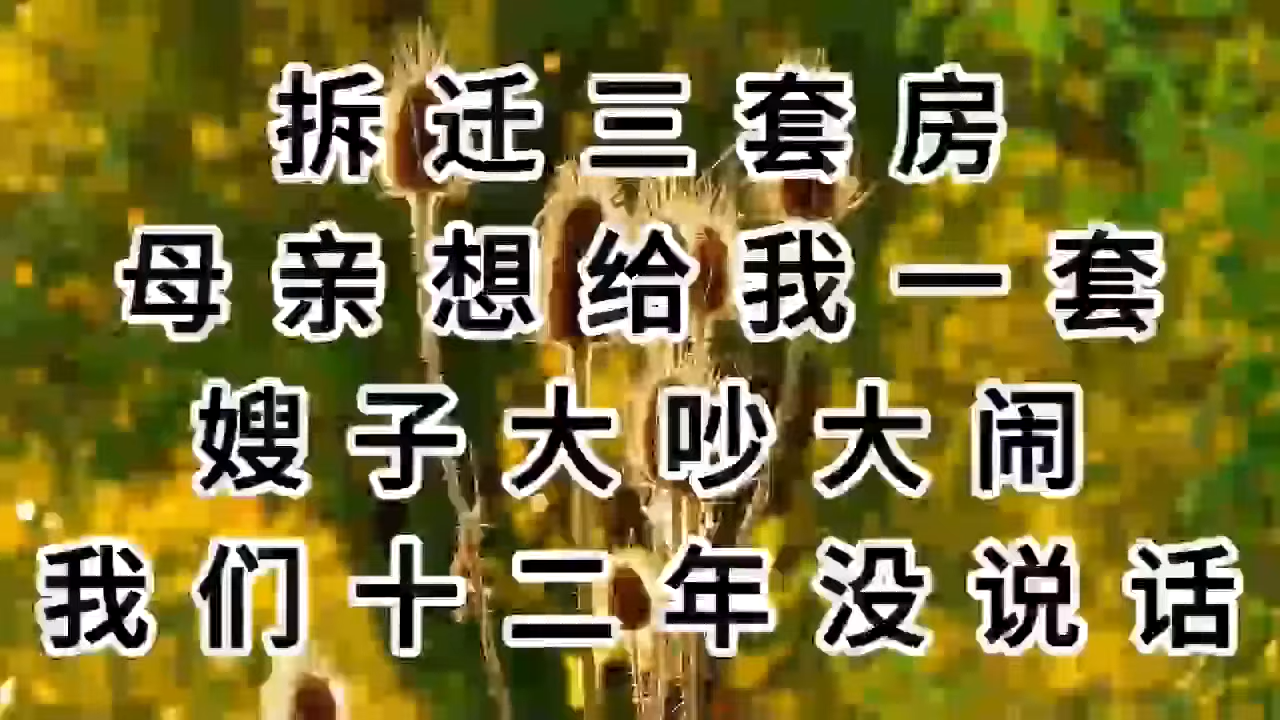 拆迁三套房
母亲想给我一套
嫂子大吵大闹
我们十二年没说话